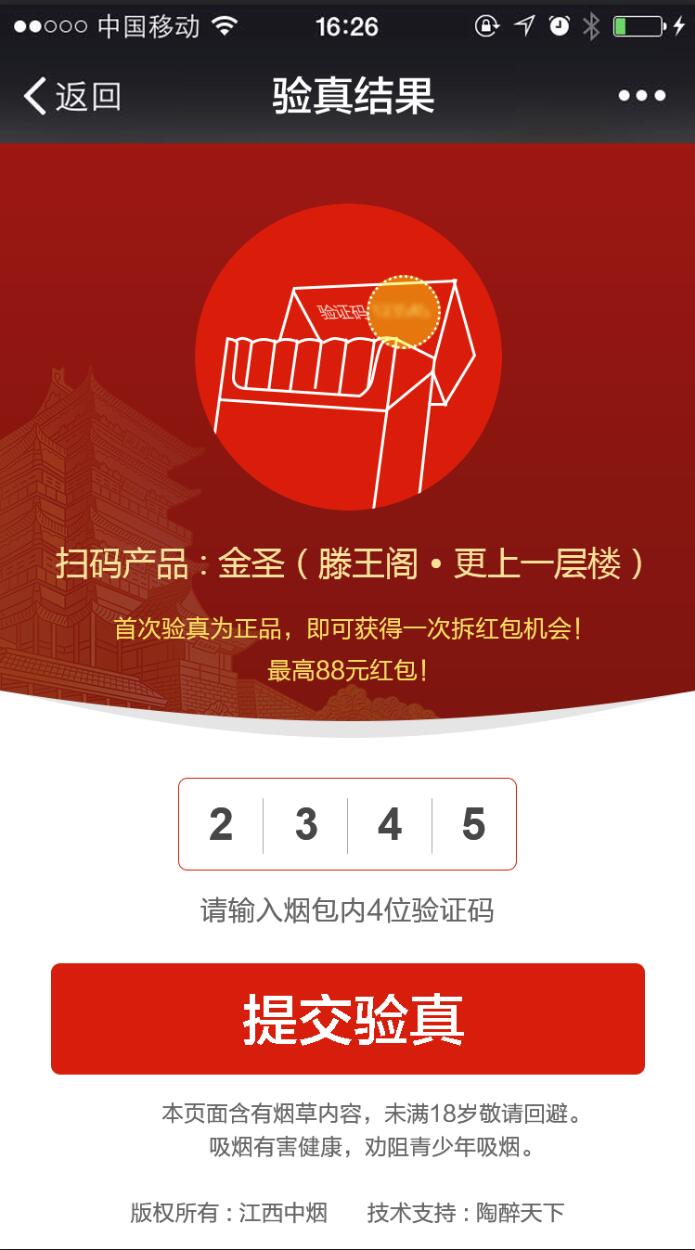 中国移动 16:26
返回 验真结果
验证码
扫码产品：金圣（滕王阁·更上一层楼）
首次验真为正品，即可获得一次拆红包机会！
最高88元红包！
2 3 4 5
请输入烟包内4位验证码
提交验真
本页面含有烟草内容，未满18岁敬请回避。
吸烟有害健康，劝阻青少年吸烟。
版权所有：江西中烟 技术支持：陶醉天下